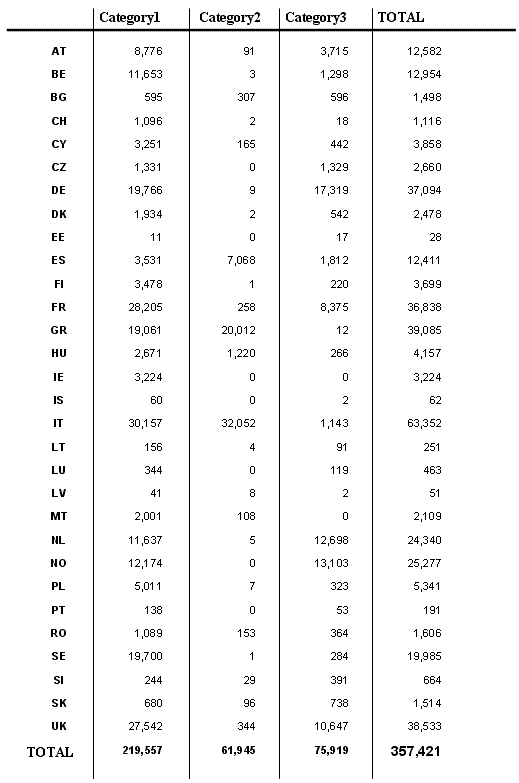 Category1 Category2 Category3 TOTAL
AT 8,776 91 3,715 12,582
BE 11,653 3 1,298 12,954
BG 595 307 596 1,498
CH 1,096 2 18 1,116
CY 3,251 165 442 3,858
CZ 1,331 0 1,329 2,660
DE 19,766 9 17,319 37,094
DK 1,934 2 542 2,478
EE 11 0 17 28
ES 3,531 7,068 1,812 12,411
FI 3,478 1 220 3,699
FR 28,205 258 8,375 36,838
GR 19,061 20,012 12 39,085
HU 2,671 1,220 266 4,157
IE 3,224 0 0 3,224
IS 60 0 2 62
IT 30,157 32,052 1,143 63,352
LT 156 4 91 251
LU 344 0 119 463
LV 41 8 2 51
MT 2,001 108 0 2,109
NL 11,637 5 12,698 24,340
NO 12,174 0 13,103 25,277
PL 5,011 7 323 5,341
PT 138 0 53 191
RO 1,089 153 364 1,606
SE 19,700 1 284 19,985
SI 244 29 391 664
SK 680 96 738 1,514
UK 27,542 344 10,647 38,533
TOTAL 219,557 61,945 75,919 357,421